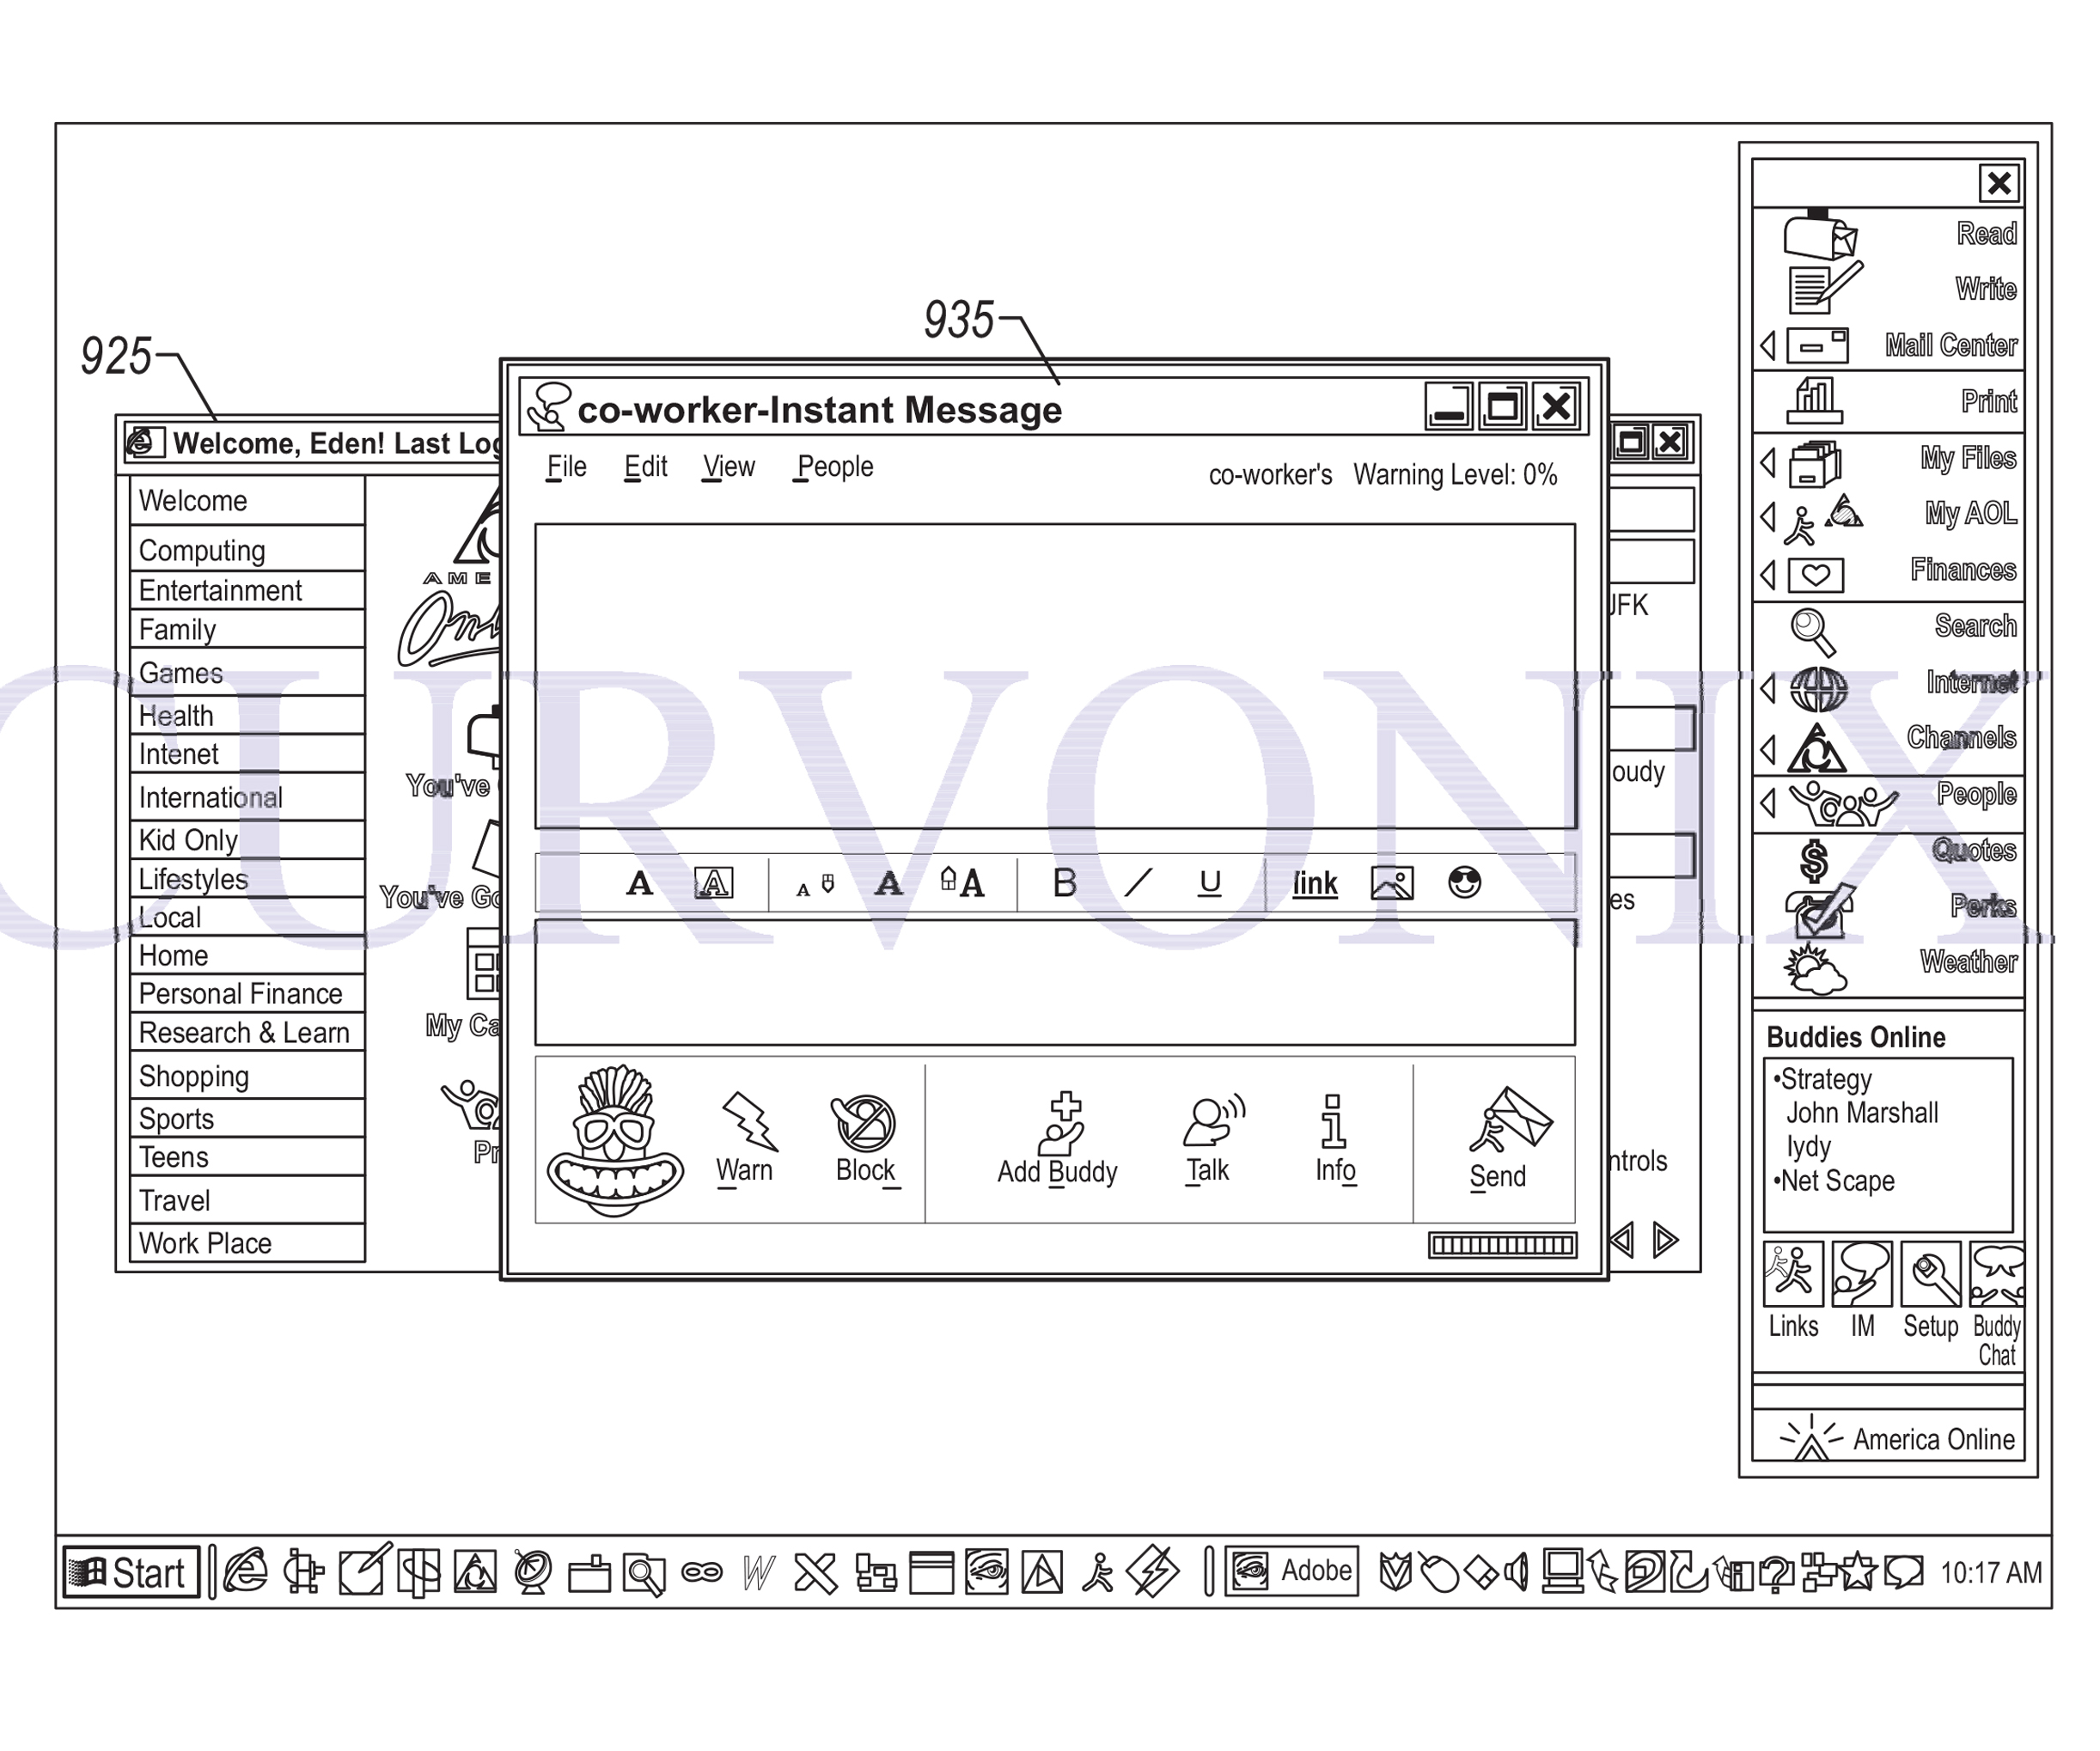 935
925
co-worker-Instant Message
File Edit View People
co-worker's Warning Level: 0%
Welcome, Eden! Last Log
Welcome
Computing
Entertainment
Family
Games
Health
Intenet
International
Kid Only
Lifestyles
Local
Home
Personal Finance
Research & Learn
Shopping
Sports
Teens
Travel
Work Place
AME
Onl
You've
You've Go
My Ca
Pr
A A A A A B / U link
Warn Block Add Buddy Talk Info Send
JFK
oudy
es
ntrols
Read
Write
Mail Center
Print
My Files
My AOL
Finances
Search
Internet
Channels
People
Quotes
Perks
Weather
Buddies Online
•Strategy
John Marshall
lydy
•Net Scape
Links IM Setup Buddy Chat
America Online
Start W Adobe 10:17 AM
CURVONIX